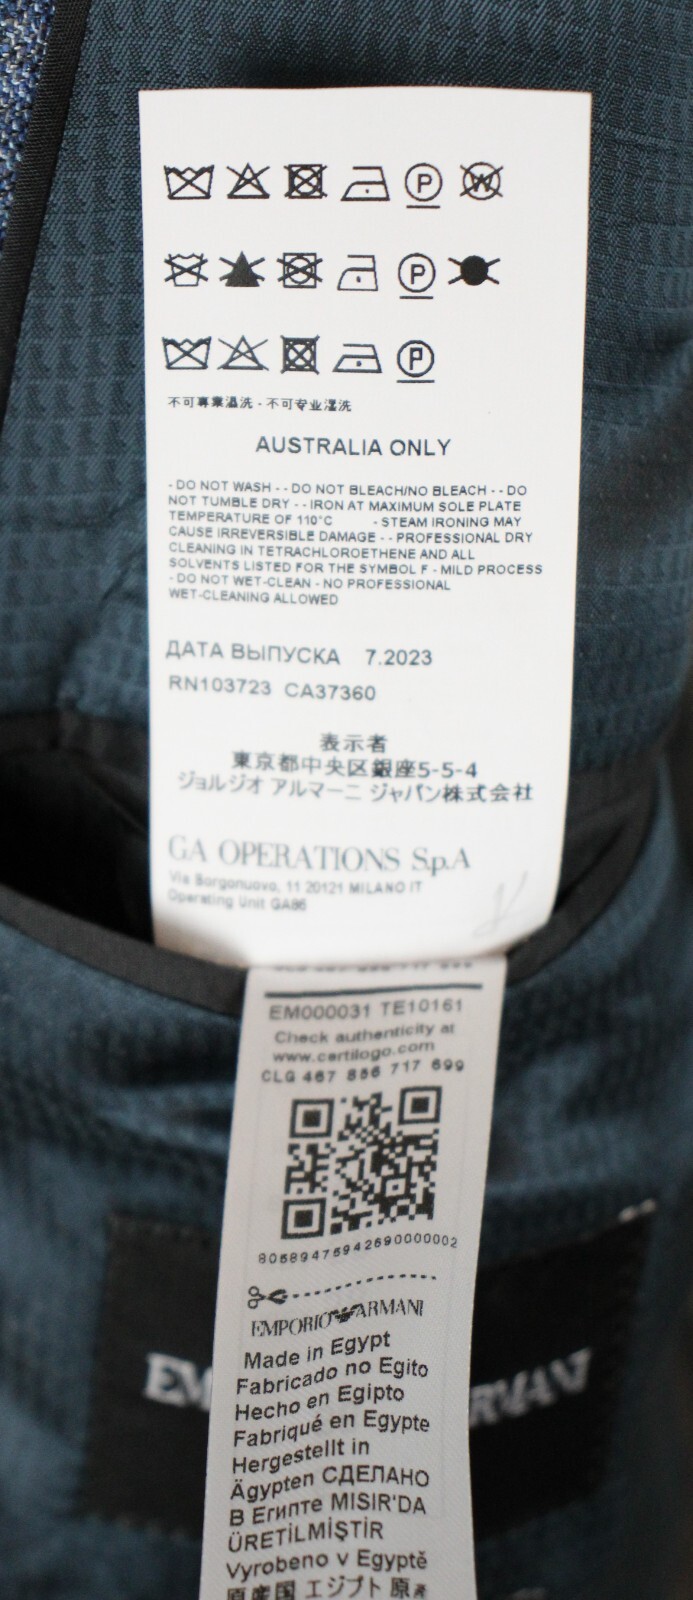 不可專業濕洗 - 不可专业湿洗
AUSTRALIA ONLY
- DO NOT WASH - - DO NOT BLEACH/NO BLEACH - - DO
NOT TUMBLE DRY - - IRON AT MAXIMUM SOLE PLATE
TEMPERATURE OF 110°C - STEAM IRONING MAY
CAUSE IRREVERSIBLE DAMAGE - - PROFESSIONAL DRY
CLEANING IN TETRACHLOROETHENE AND ALL
SOLVENTS LISTED FOR THE SYMBOL F - MILD PROCESS
- DO NOT WET-CLEAN - NO PROFESSIONAL
WET-CLEANING ALLOWED
ДАТА ВЫПУСКА 7.2023
RN103723 CA37360
表示者
東京都中央区銀座5-5-4
ジョルジオ アルマーニ ジャパン株式会社
GA OPERATIONS S.p.A
Via Borgonuovo, 11 20121 MILANO IT
Operating Unit GA86
EM000031 TE10161
Check authenticity at
www.certilogo.com
CLG 467 886 717 699
EMPORIO ARMANI
Made in Egypt
Fabricado no Egito
Hecho en Egipto
Fabriqué en Egypte
Hergestellt in
Ägypten СДЕЛАНО
В Египте MISIR'DA
ÜRETİLMİŞTİR
Vyrobeno v Egyptě
原産国 エジプト 原產
EM RMANI